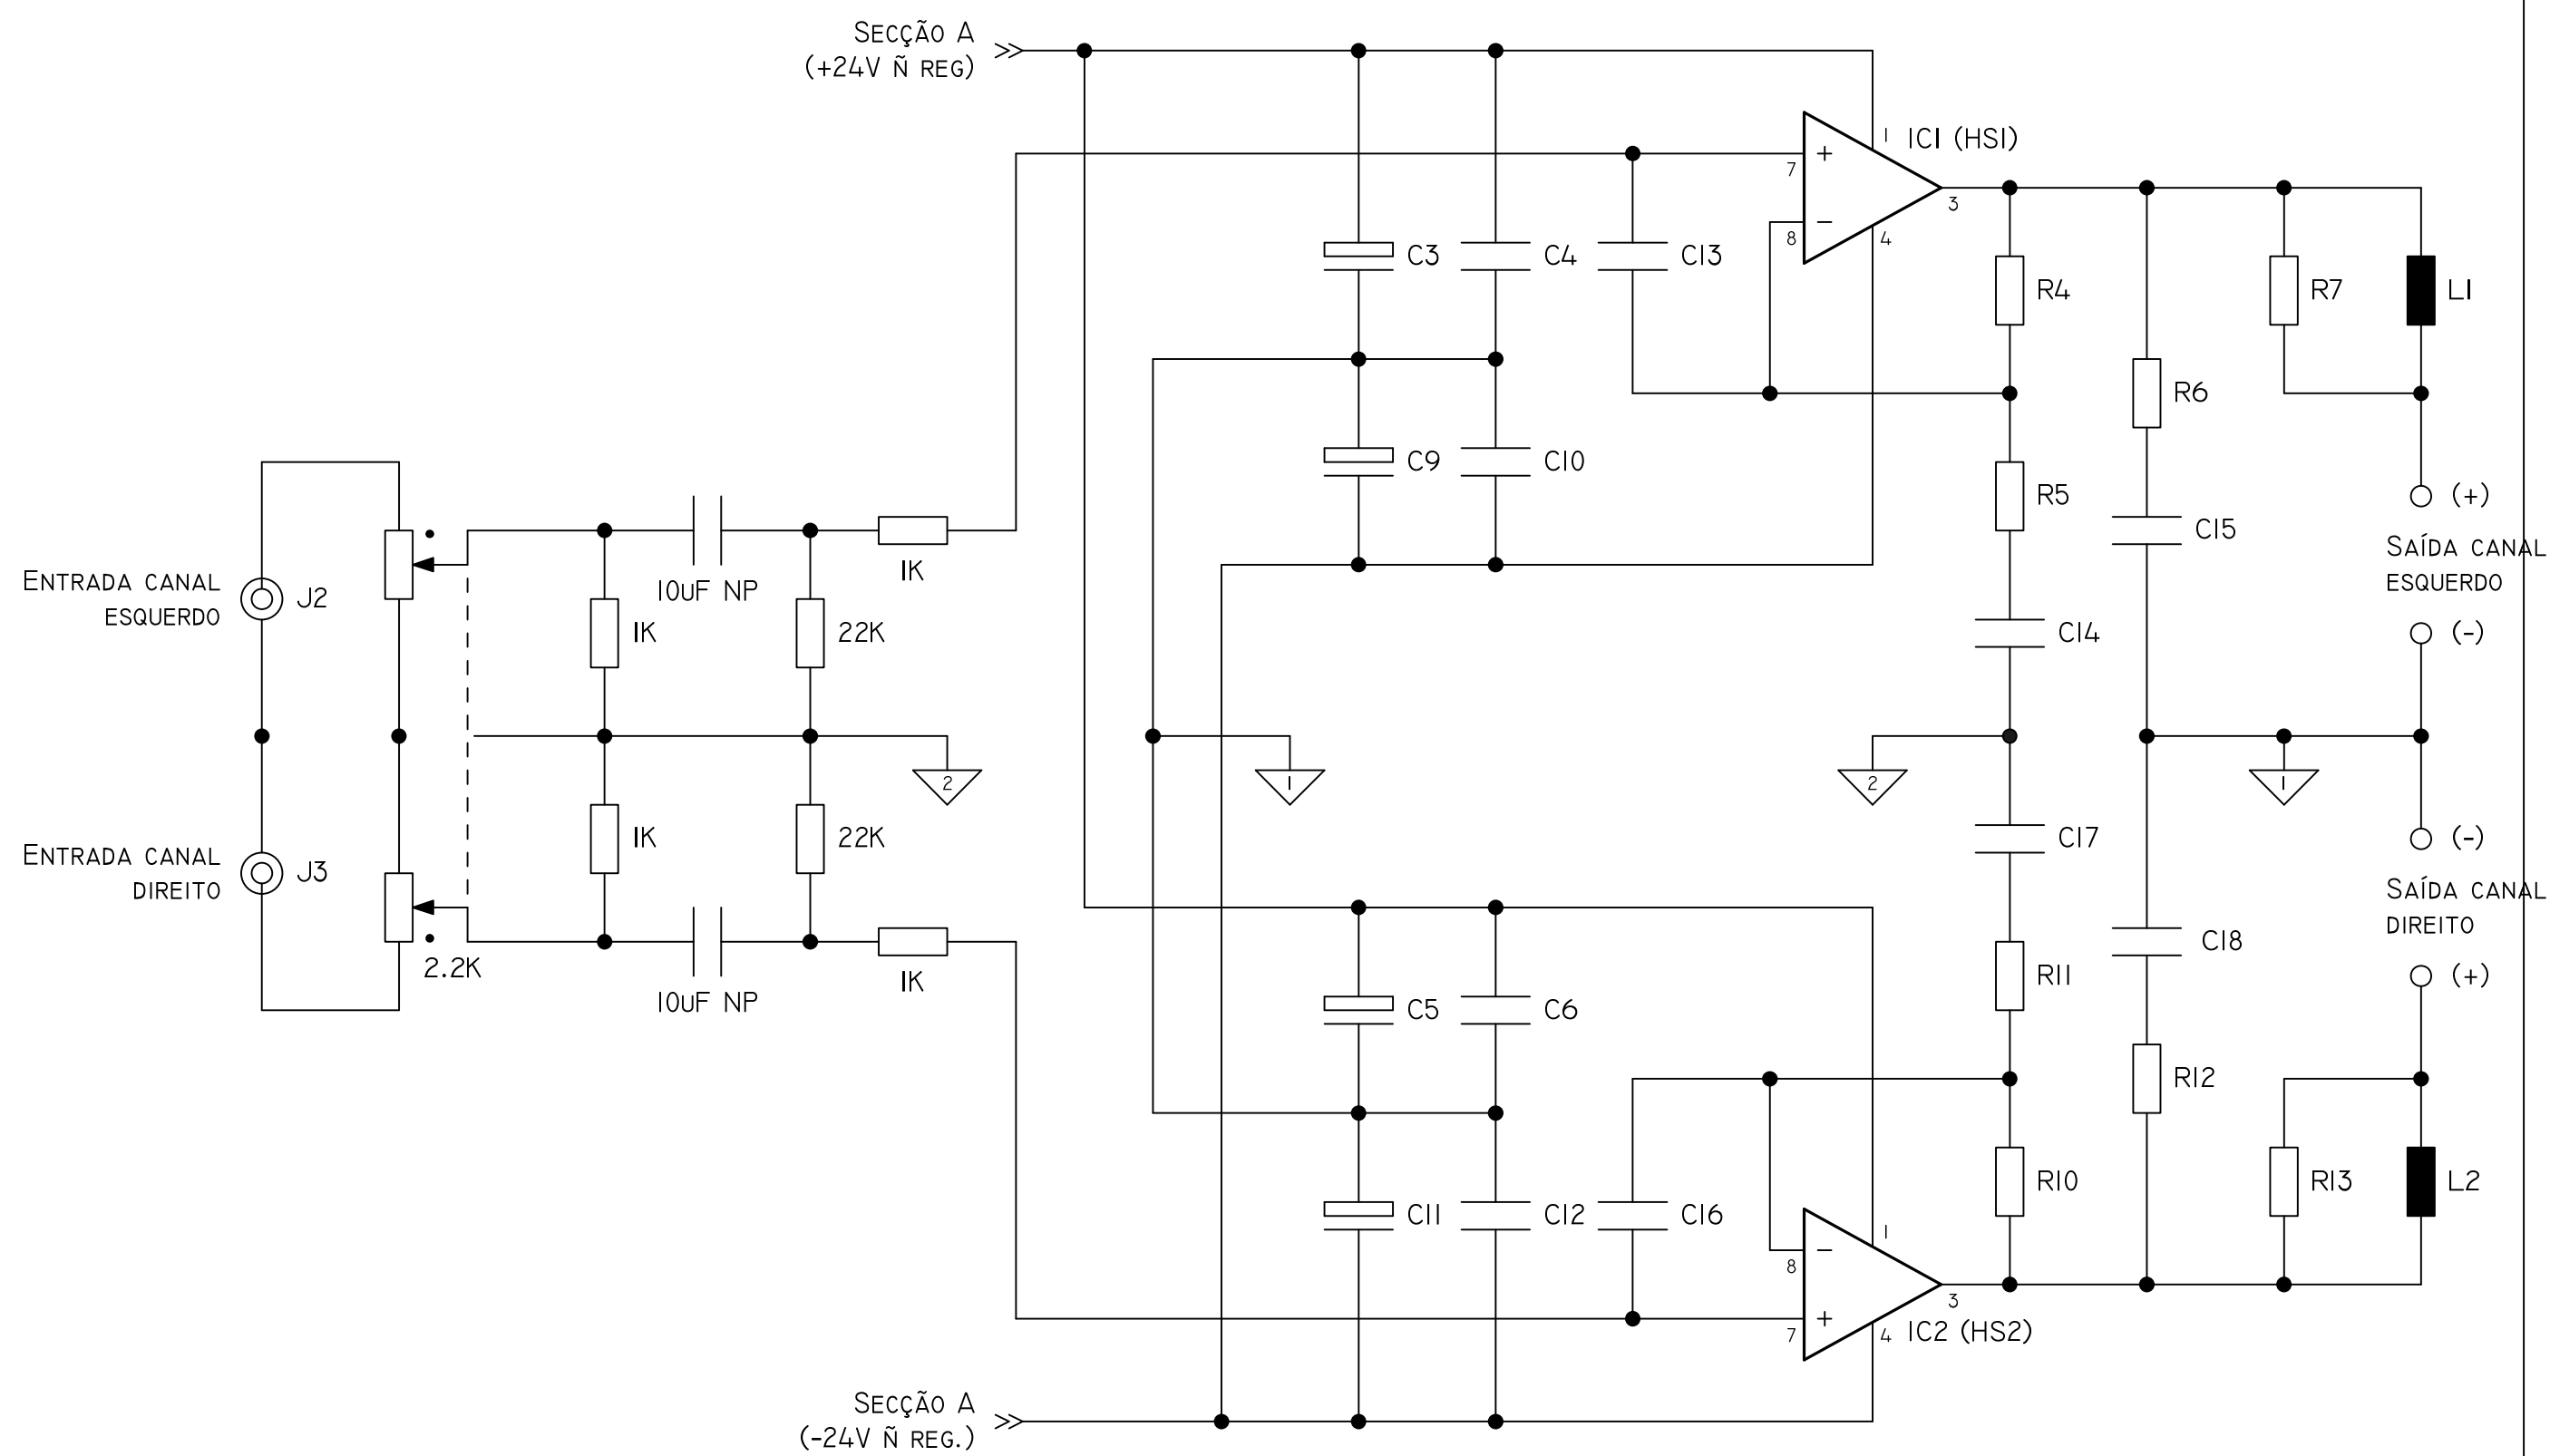 SECÇÃO A
(+24V Ñ REG)
1
IC1 (HS1)
7
+
3
8
−
4
C3
C4
C13
R4
R7
L1
R6
C9
C10
R5
(+)
C15
SAÍDA CANAL
ESQUERDO
1K
ENTRADA CANAL
ESQUERDO
J2
10uF NP
1K
22K
C14
(-)
2
1
2
1
1K
22K
C17
(-)
ENTRADA CANAL
DIREITO
J3
SAÍDA CANAL
DIREITO
2.2K
C18
10uF NP
1K
R11
(+)
C5
C6
R12
C11
C12
C16
R10
R13
L2
1
−
8
3
+
7
4
IC2 (HS2)
SECÇÃO A
(-24V Ñ REG.)